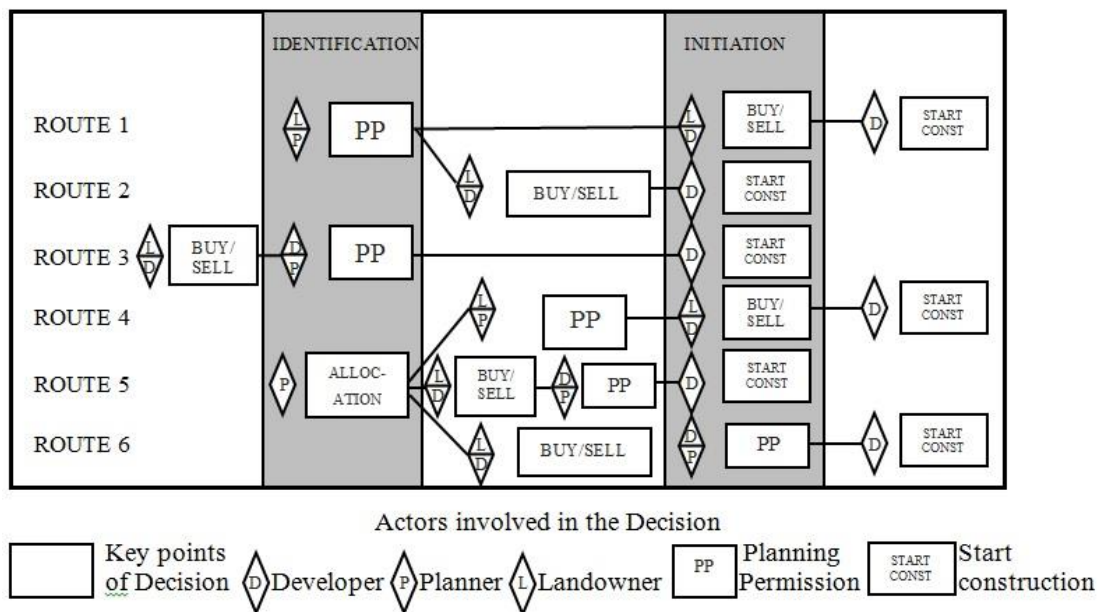 IDENTIFICATION
INITIATION
ROUTE 1
L
P
PP
L
D
BUY/
SELL
D
START
CONST
ROUTE 2
L
D
BUY/SELL
D
START
CONST
ROUTE 3
L
D
BUY/
SELL
D
P
PP
D
START
CONST
ROUTE 4
L
P
PP
L
D
BUY/
SELL
D
START
CONST
ROUTE 5
P
ALLOC-
ATION
L
D
BUY/
SELL
D
P
PP
D
START
CONST
ROUTE 6
L
D
BUY/SELL
D
P
PP
D
START
CONST
Actors involved in the Decision
Key points
of Decision
D
Developer
P
Planner
L
Landowner
PP
Planning
Permission
START
CONST
Start
construction